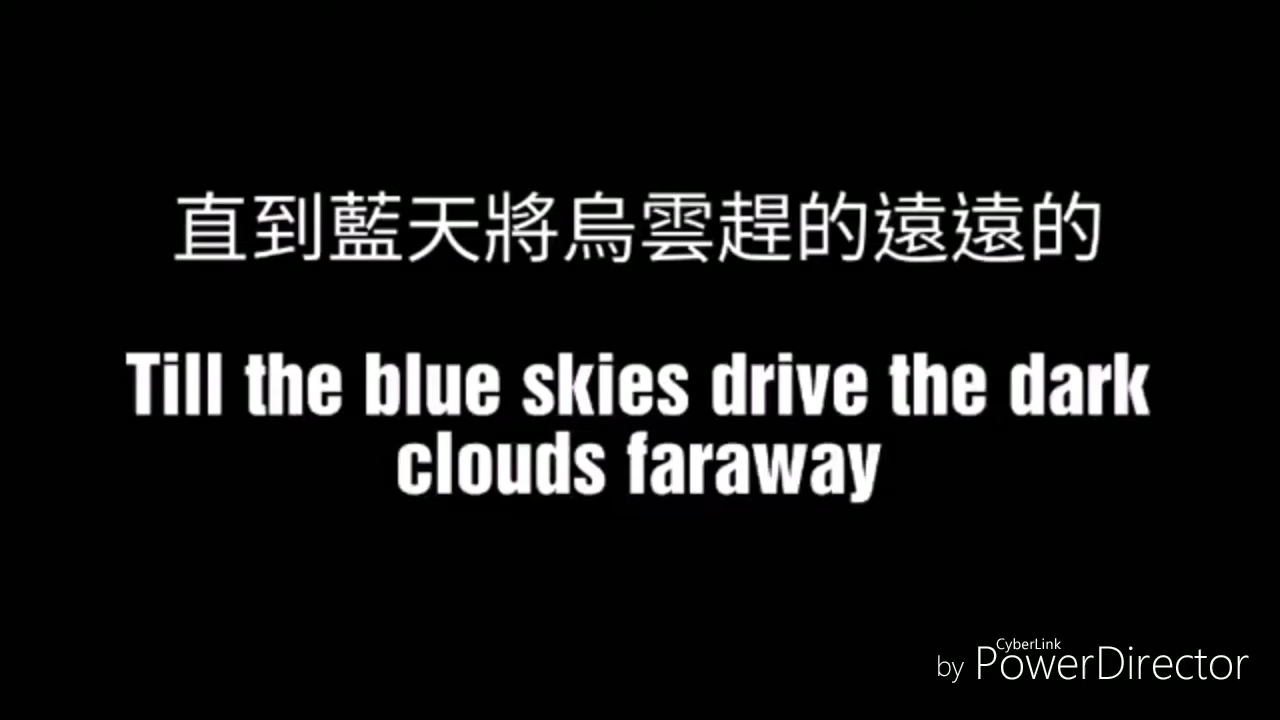 直到藍天將烏雲趕的遠遠的
Till the blue skies drive the dark
clouds faraway
CyberLink
by PowerDirector